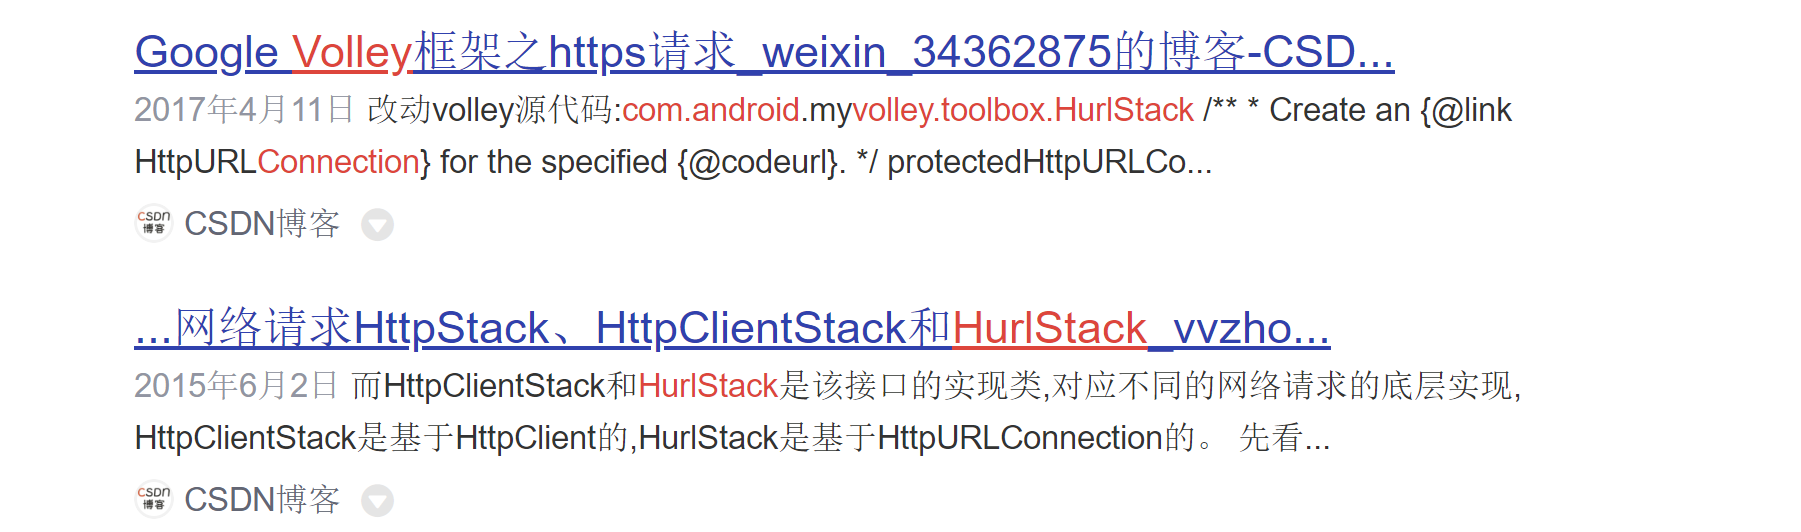 Google Volley框架之https请求_weixin_34362875的博客-CSD...
2017年4月11日 改动volley源代码:com.android.myvolley.toolbox.HurlStack /** * Create an {@link
HttpURLConnection} for the specified {@codeurl}. */ protectedHttpURLCo...
CSDN博客 CSDN博客
...网络请求HttpStack、HttpClientStack和HurlStack_vvzho...
2015年6月2日 而HttpClientStack和HurlStack是该接口的实现类,对应不同的网络请求的底层实现,
HttpClientStack是基于HttpClient的,HurlStack是基于HttpURLConnection的。 先看...
CSDN博客 CSDN博客